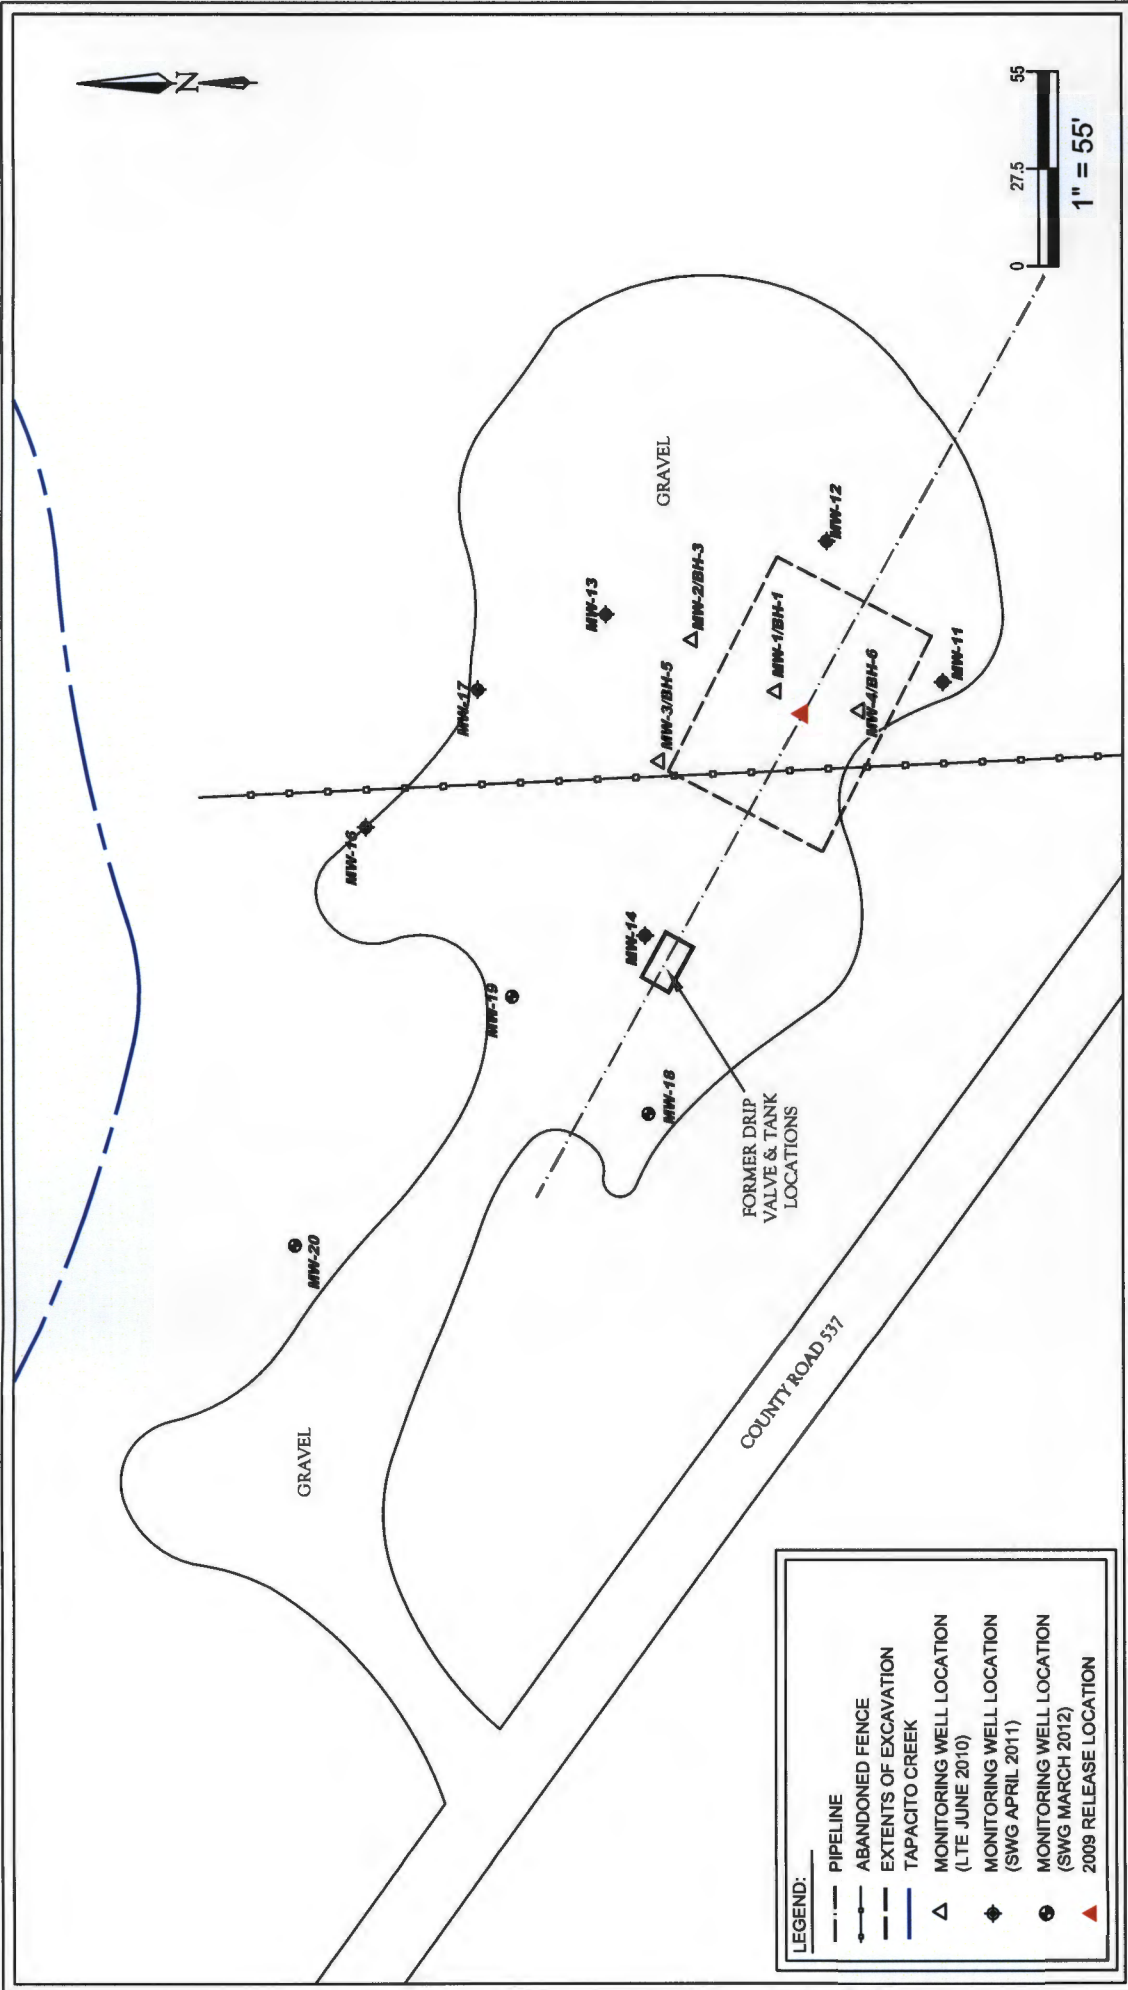 N
MW-20
MW-19
MW-16
MW-17
MW-13
MW-18
MW-14
MW-3/BH-5
MW-2/BH-3
MW-1/BH-1
MW-4/BH-6
MW-12
MW-11
GRAVEL
GRAVEL
FORMER DRIP
VALVE & TANK
LOCATIONS
COUNTY ROAD 537
LEGEND:
PIPELINE
ABANDONED FENCE
EXTENTS OF EXCAVATION
TAPACITO CREEK
MONITORING WELL LOCATION
(LTE JUNE 2010)
MONITORING WELL LOCATION
(SWG APRIL 2011)
MONITORING WELL LOCATION
(SWG MARCH 2012)
2009 RELEASE LOCATION
0 27.5 55
1" = 55'